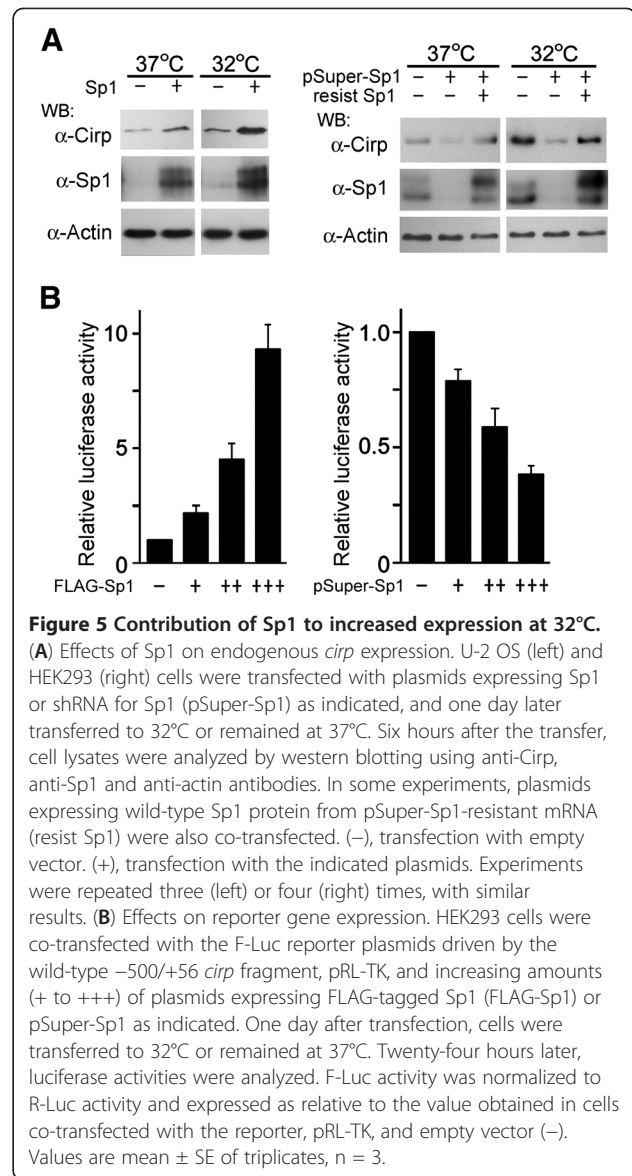 A
37°C 32°C
Sp1 – + – +
WB:
α-Cirp
α-Sp1
α-Actin
37°C 32°C
pSuper-Sp1 – + + – + +
resist Sp1 + +
WB:
α-Cirp
α-Sp1
α-Actin
B
Relative luciferase activity
10
5
0
FLAG-Sp1 – + ++ +++
Relative luciferase activity
1.0
0.5
0
pSuper-Sp1 – + ++ +++
Figure 5 Contribution of Sp1 to increased expression at 32°C.
(A) Effects of Sp1 on endogenous cirp expression. U-2 OS (left) and
HEK293 (right) cells were transfected with plasmids expressing Sp1
or shRNA for Sp1 (pSuper-Sp1) as indicated, and one day later
transferred to 32°C or remained at 37°C. Six hours after the transfer,
cell lysates were analyzed by western blotting using anti-Cirp,
anti-Sp1 and anti-actin antibodies. In some experiments, plasmids
expressing wild-type Sp1 protein from pSuper-Sp1-resistant mRNA
(resist Sp1) were also co-transfected. (−), transfection with empty
vector. (+), transfection with the indicated plasmids. Experiments
were repeated three (left) or four (right) times, with similar
results. (B) Effects on reporter gene expression. HEK293 cells were
co-transfected with the F-Luc reporter plasmids driven by the
wild-type −500/+56 cirp fragment, pRL-TK, and increasing amounts
(+ to +++) of plasmids expressing FLAG-tagged Sp1 (FLAG-Sp1) or
pSuper-Sp1 as indicated. One day after transfection, cells were
transferred to 32°C or remained at 37°C. Twenty-four hours later,
luciferase activities were analyzed. F-Luc activity was normalized to
R-Luc activity and expressed as relative to the value obtained in cells
co-transfected with the reporter, pRL-TK, and empty vector (−).
Values are mean ± SE of triplicates, n = 3.